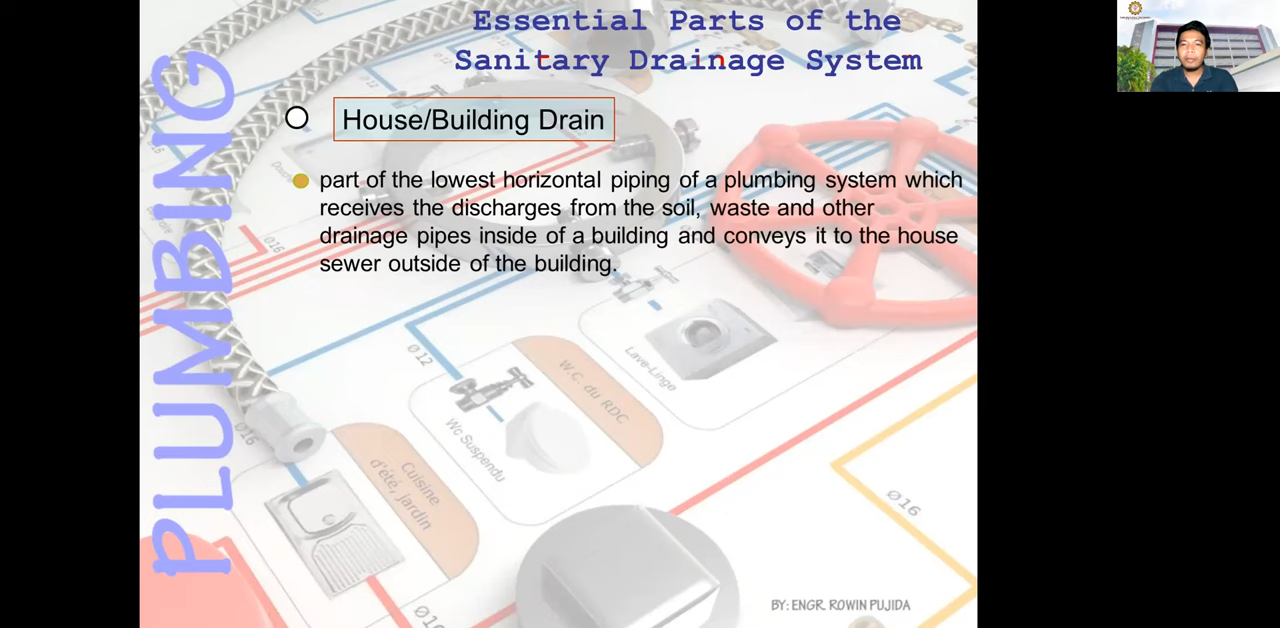 Essential Parts of the
Sanitary Drainage System
PLUMBING
House/Building Drain
part of the lowest horizontal piping of a plumbing system which
receives the discharges from the soil, waste and other
drainage pipes inside of a building and conveys it to the house
sewer outside of the building.
Ø16
Ø12
Lave-Linge
W.C. du RDC
Wc Suspendu
Ø16
Cuisine
d'été, jardin
Ø16
BY: ENGR. ROWIN PUJIDA